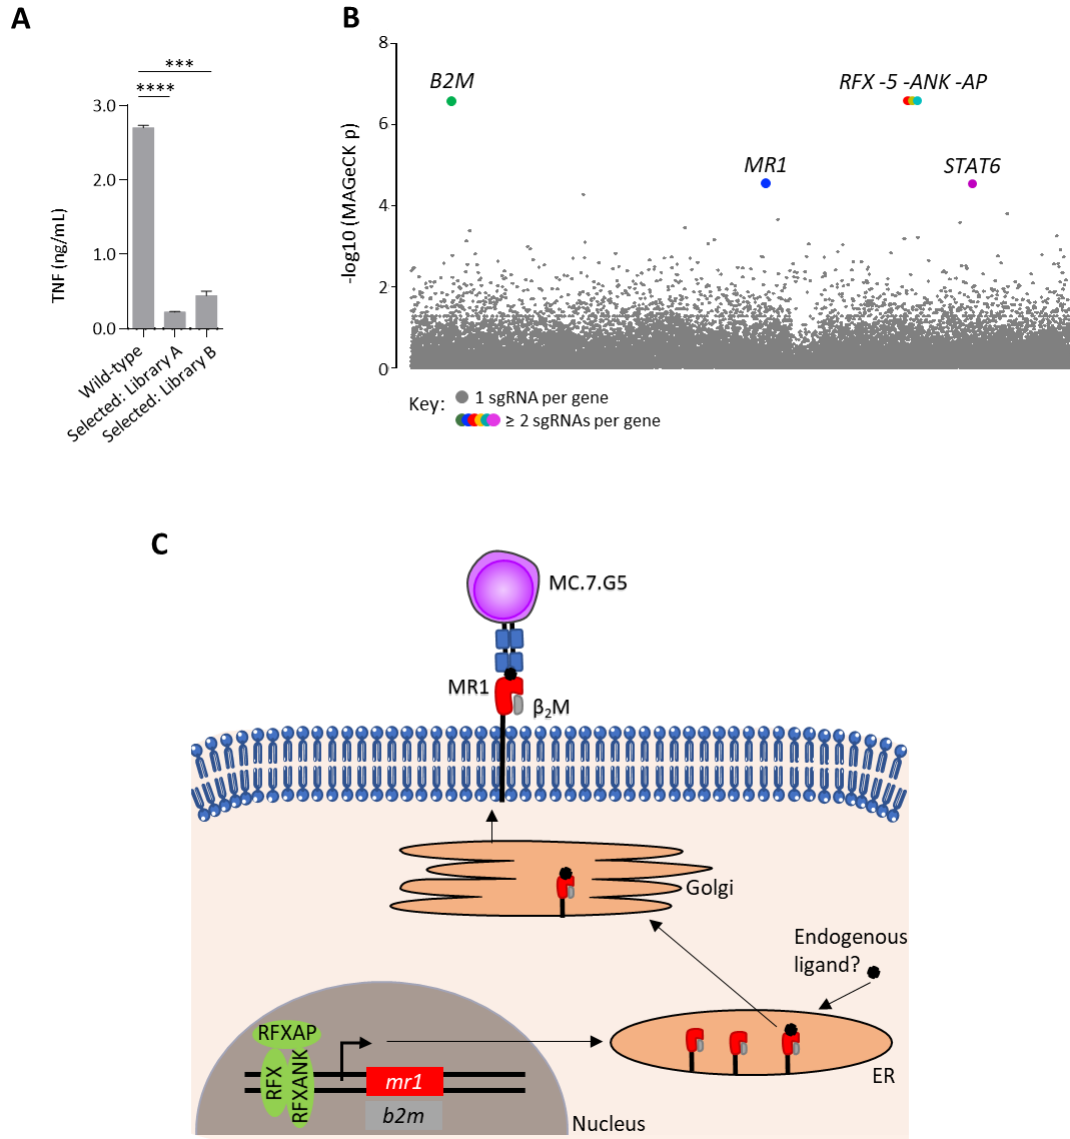 A
***
****
3.0
2.0
1.0
0.0
TNF (ng/mL)
Wild-type
Selected: Library A
Selected: Library B
B
8
6
4
2
0
-log10 (MAGeCK p)
B2M
RFX -5 -ANK -AP
MR1
STAT6
Key:
1 sgRNA per gene
≥ 2 sgRNAs per gene
C
MC.7.G5
MR1
β₂M
Golgi
Endogenous
ligand?
ER
RFXAP
RFX
RFXANK
mr1
b2m
Nucleus